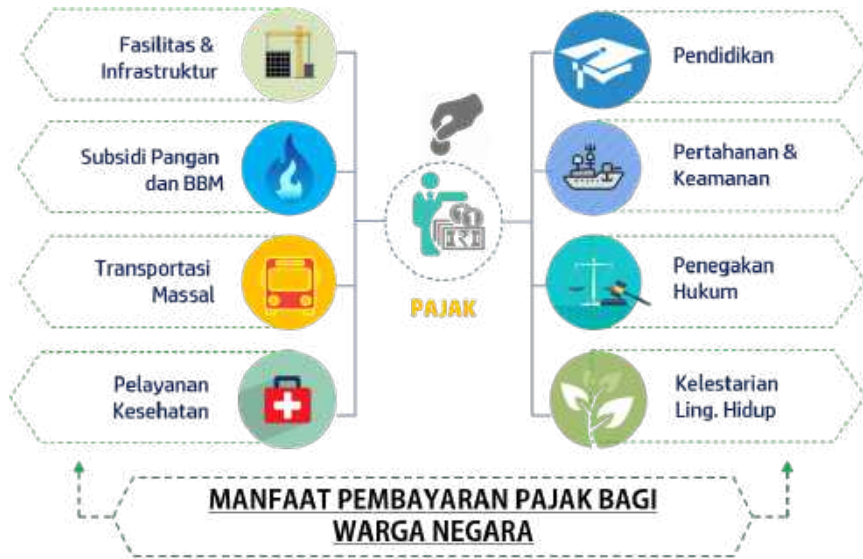 Fasilitas &
Infrastruktur
Subsidi Pangan
dan BBM
Transportasi
Massal
Pelayanan
Kesehatan
PAJAK
Pendidikan
Pertahanan &
Keamanan
Penegakan
Hukum
Kelestarian
Ling. Hidup
MANFAAT PEMBAYARAN PAJAK BAGI
WARGA NEGARA